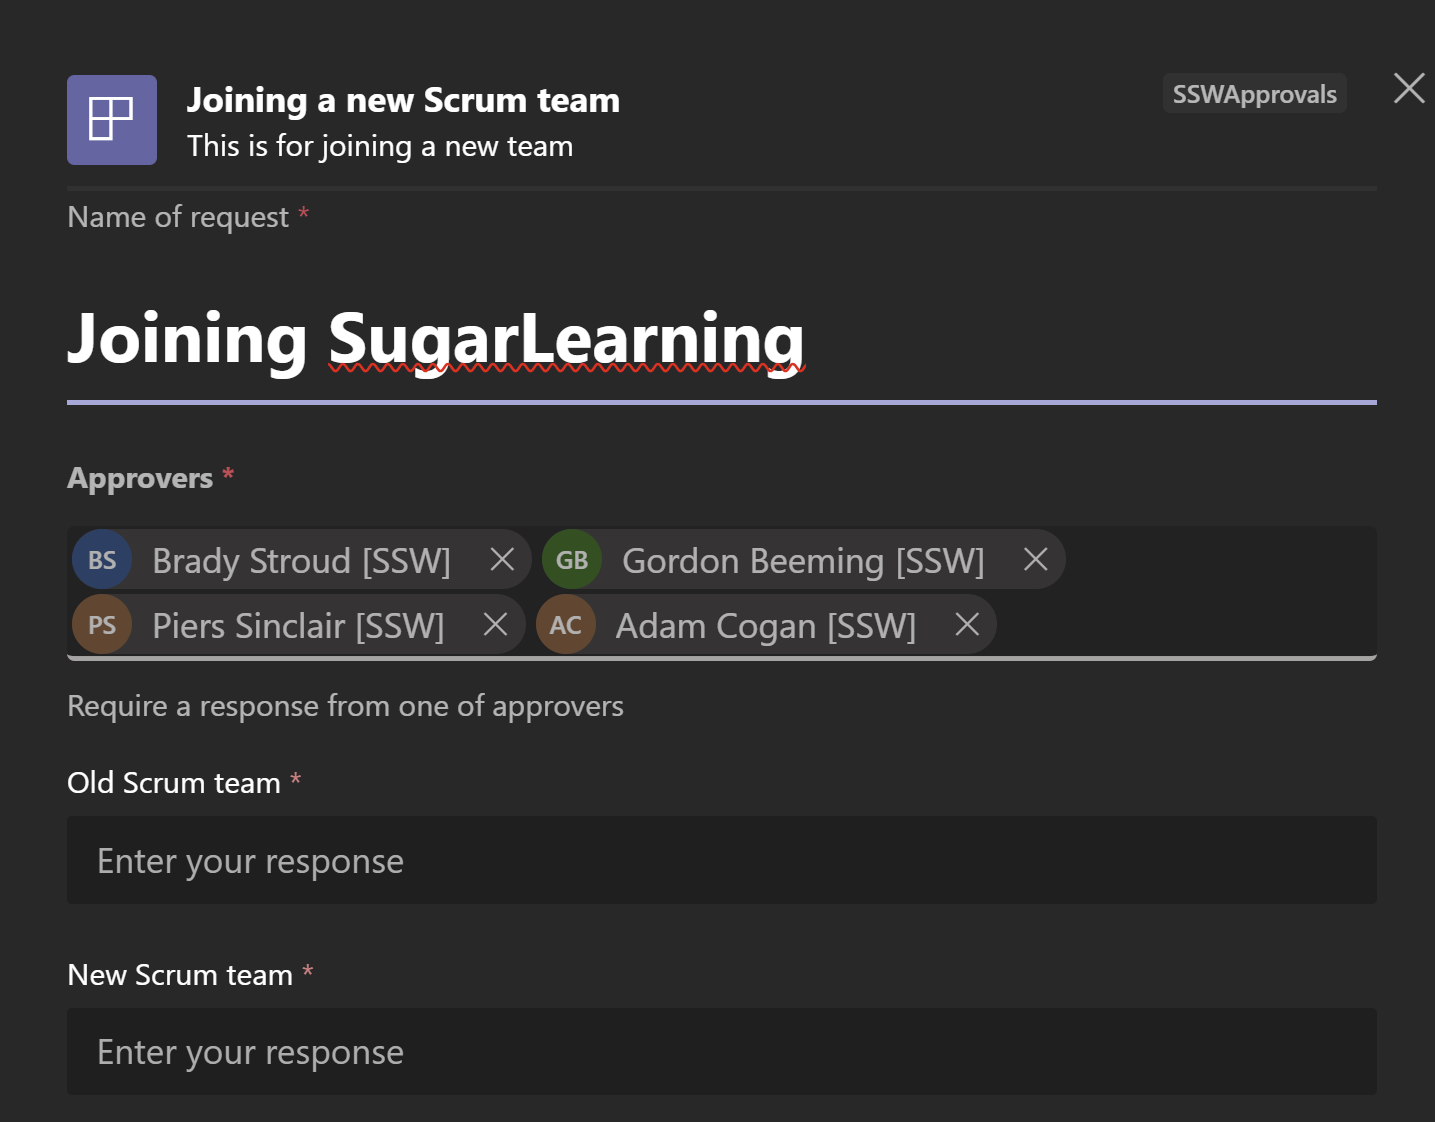 Joining a new Scrum team
SSWApprovals
This is for joining a new team
Name of request *
Joining SugarLearning
Approvers *
BS Brady Stroud [SSW] GB Gordon Beeming [SSW]
PS Piers Sinclair [SSW] AC Adam Cogan [SSW]
Require a response from one of approvers
Old Scrum team *
Enter your response
New Scrum team *
Enter your response